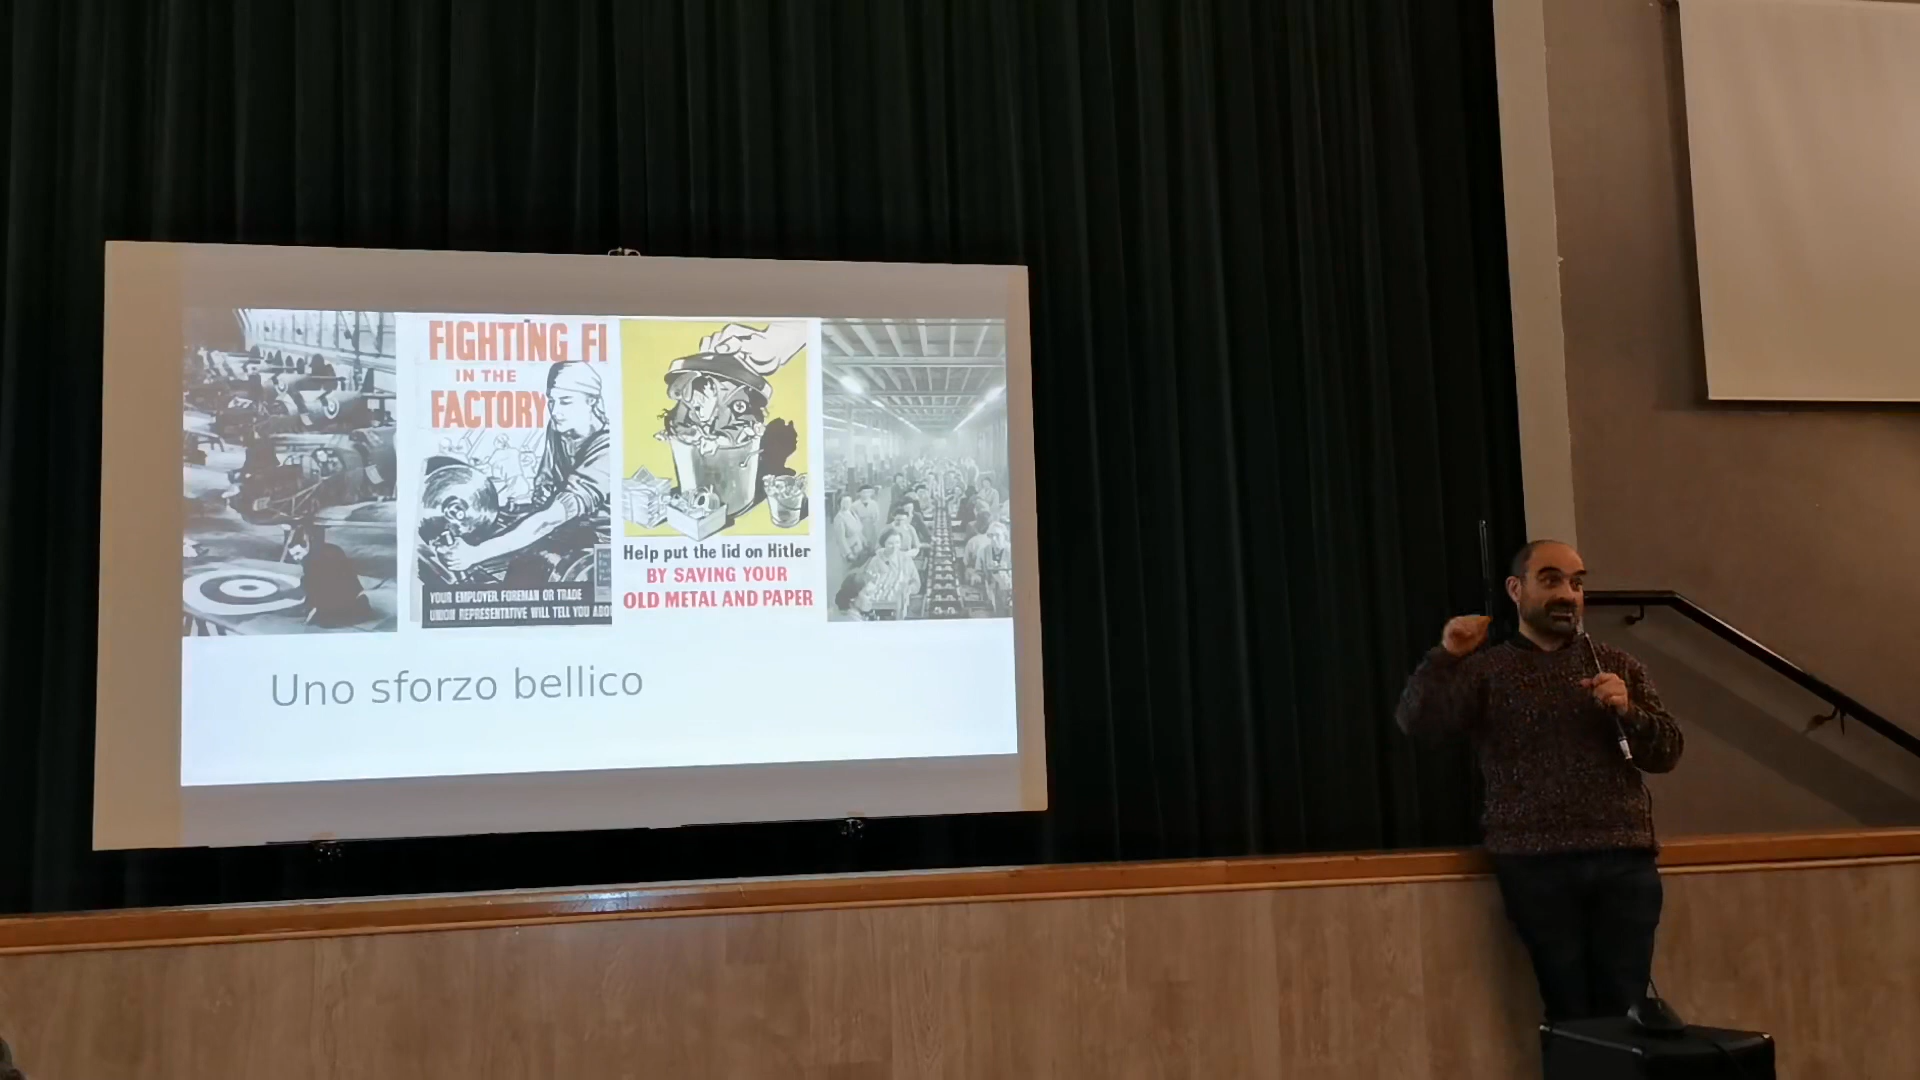 FIGHTING FI
IN THE
FACTORY
YOUR EMPLOYER FOREMAN OR TRADE
UNION REPRESENTATIVE WILL TELL YOU ABO
Help put the lid on Hitler
BY SAVING YOUR
OLD METAL AND PAPER
Uno sforzo bellico